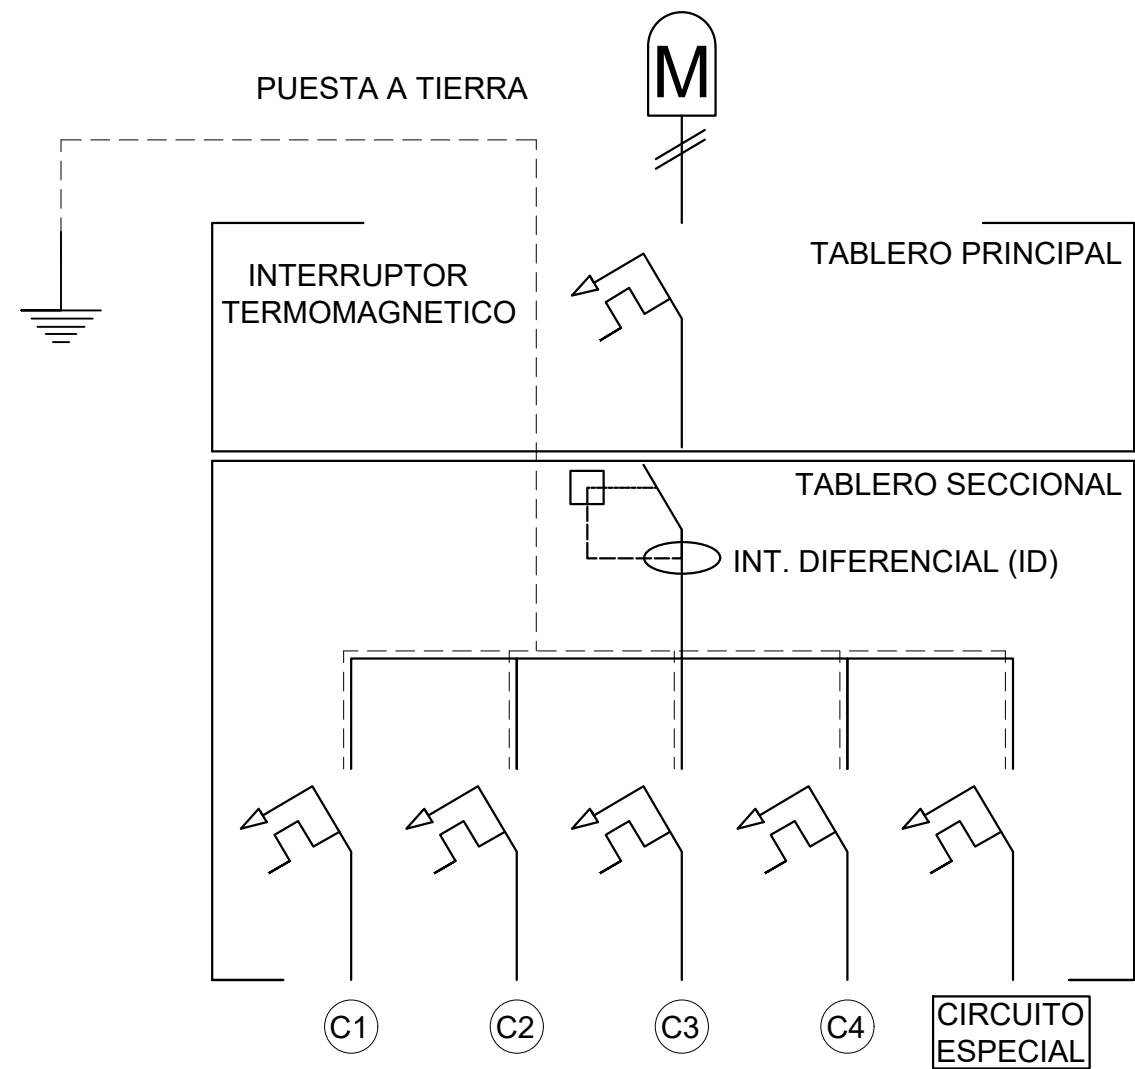 M
PUESTA A TIERRA
TABLERO PRINCIPAL
INTERRUPTOR
TERMOMAGNETICO
TABLERO SECCIONAL
INT. DIFERENCIAL (ID)
C1
C2
C3
C4
CIRCUITO
ESPECIAL